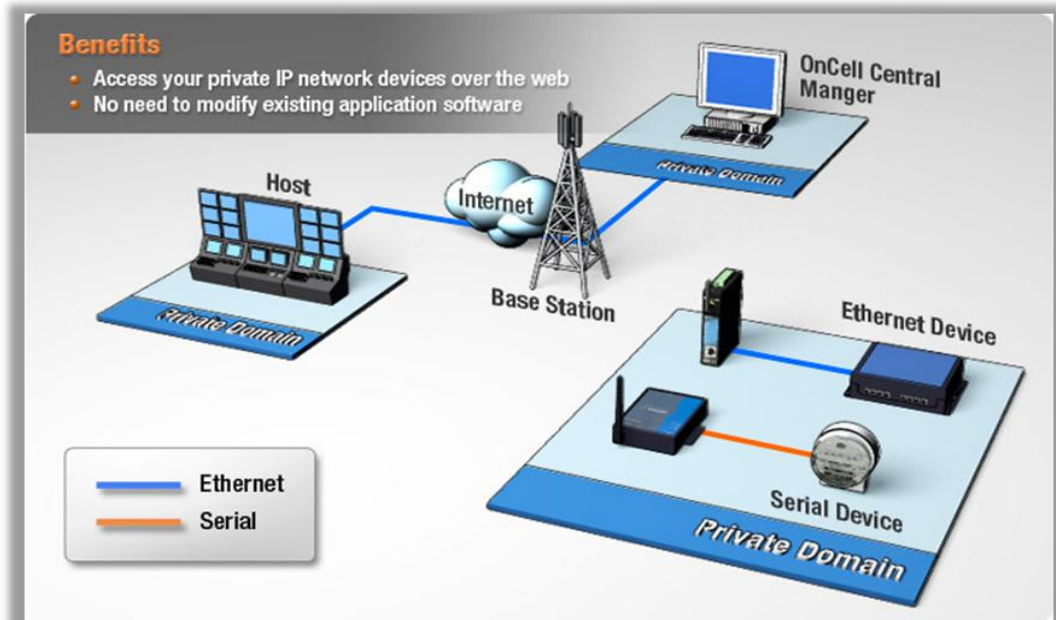 Benefits
Access your private IP network devices over the web
No need to modify existing application software
OnCell Central
Manger
Private Domain
Host
Internet
Private Domain
Base Station
Ethernet Device
Serial Device
Private Domain
Ethernet
Serial